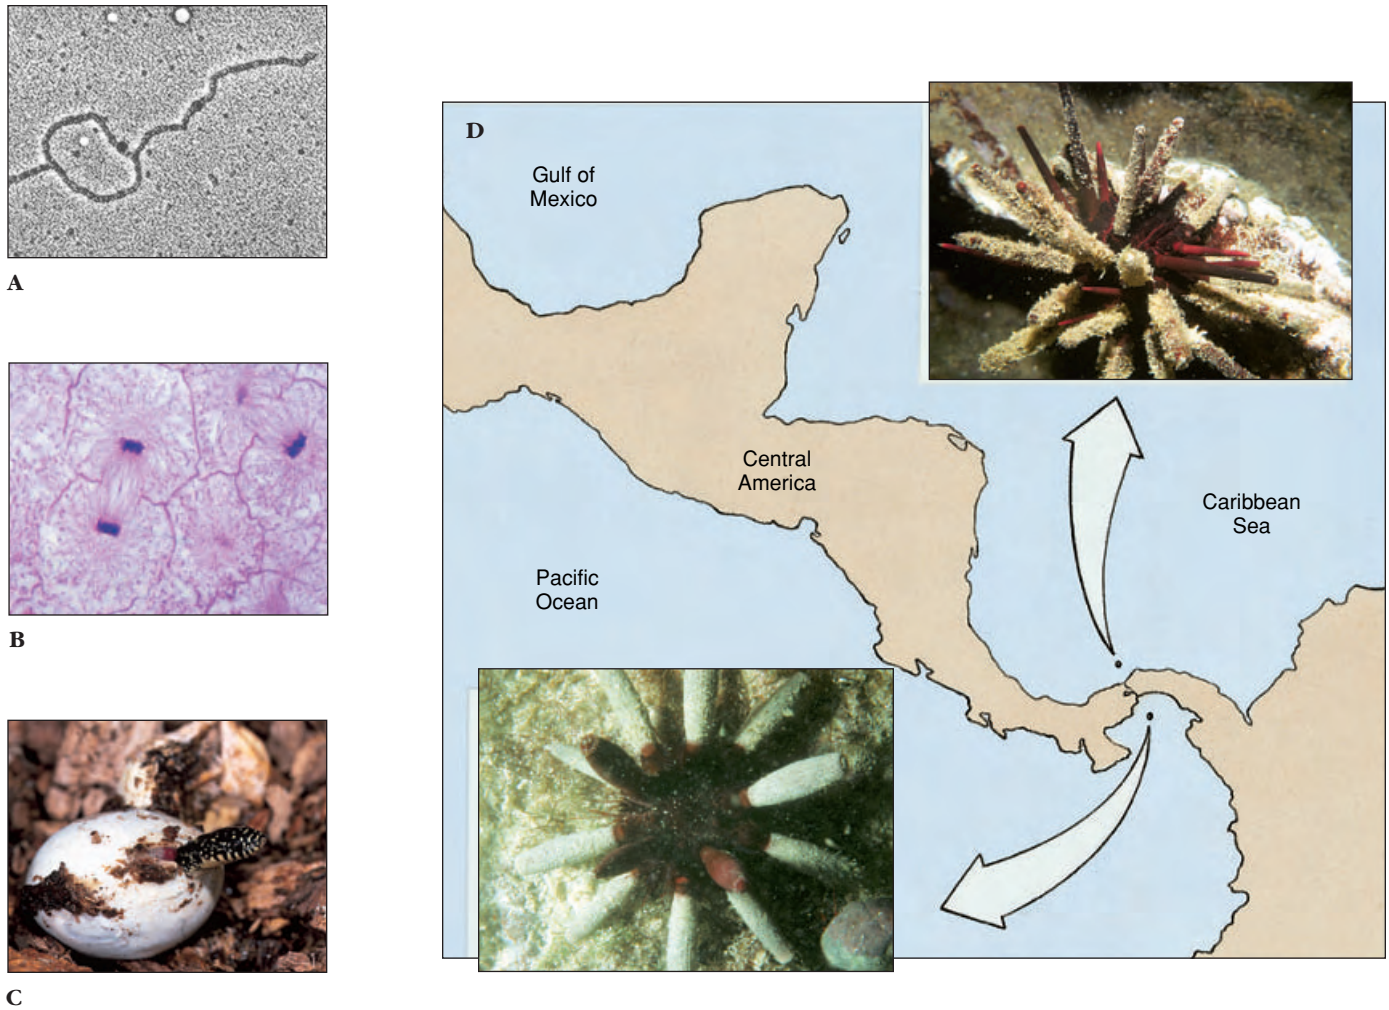 A
B
C
D
Gulf of
Mexico
Central
America
Caribbean
Sea
Pacific
Ocean